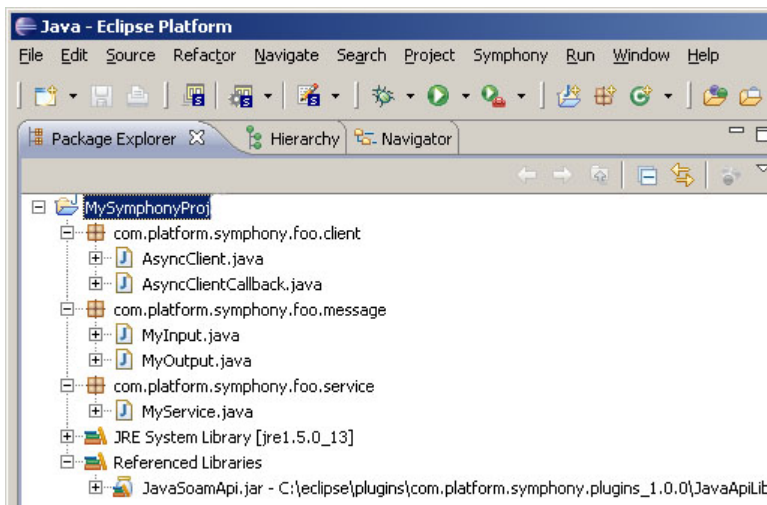 Java - Eclipse Platform
File Edit Source Refactor Navigate Search Project Symphony Run Window Help
Package Explorer Hierarchy Navigator
MySymphonyProj
com.platform.symphony.foo.client
AsyncClient.java
AsyncClientCallback.java
com.platform.symphony.foo.message
MyInput.java
MyOutput.java
com.platform.symphony.foo.service
MyService.java
JRE System Library [jre1.5.0_13]
Referenced Libraries
JavaSoamApi.jar - C:\eclipse\plugins\com.platform.symphony.plugins_1.0.0\JavaApiLib